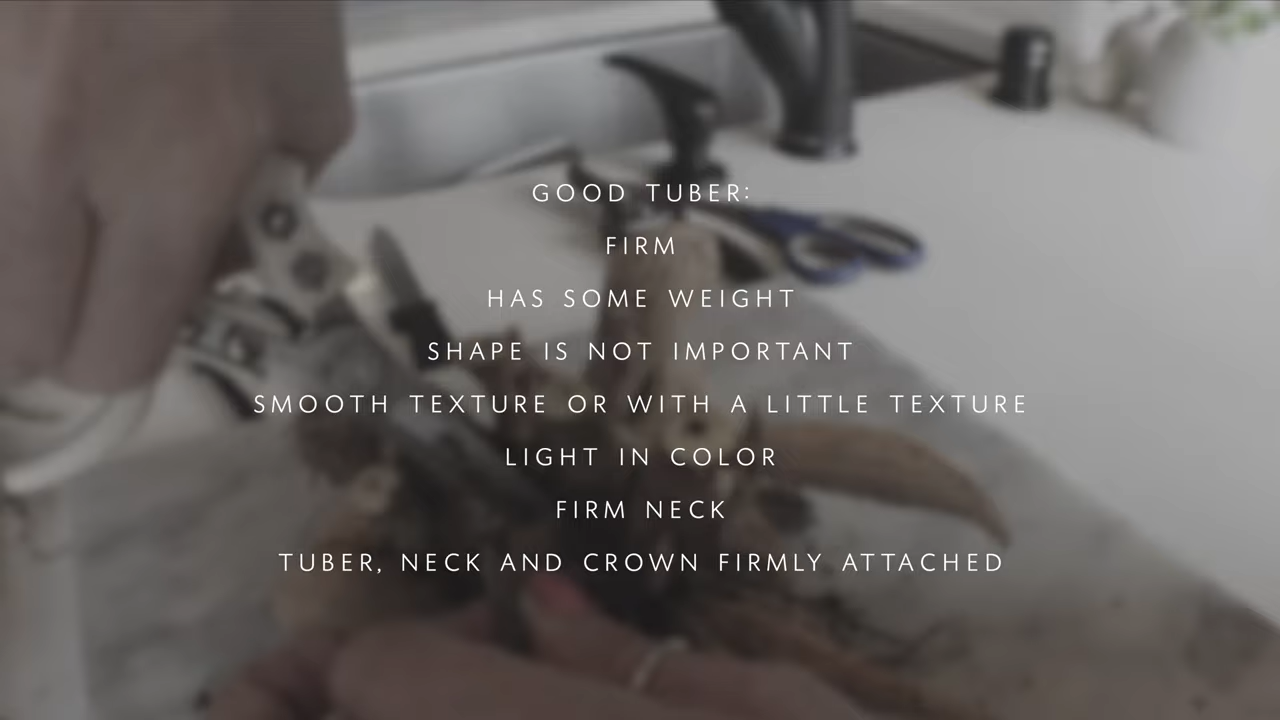 GOOD TUBER:
FIRM
HAS SOME WEIGHT
SHAPE IS NOT IMPORTANT
SMOOTH TEXTURE OR WITH A LITTLE TEXTURE
LIGHT IN COLOR
FIRM NECK
TUBER, NECK AND CROWN FIRMLY ATTACHED